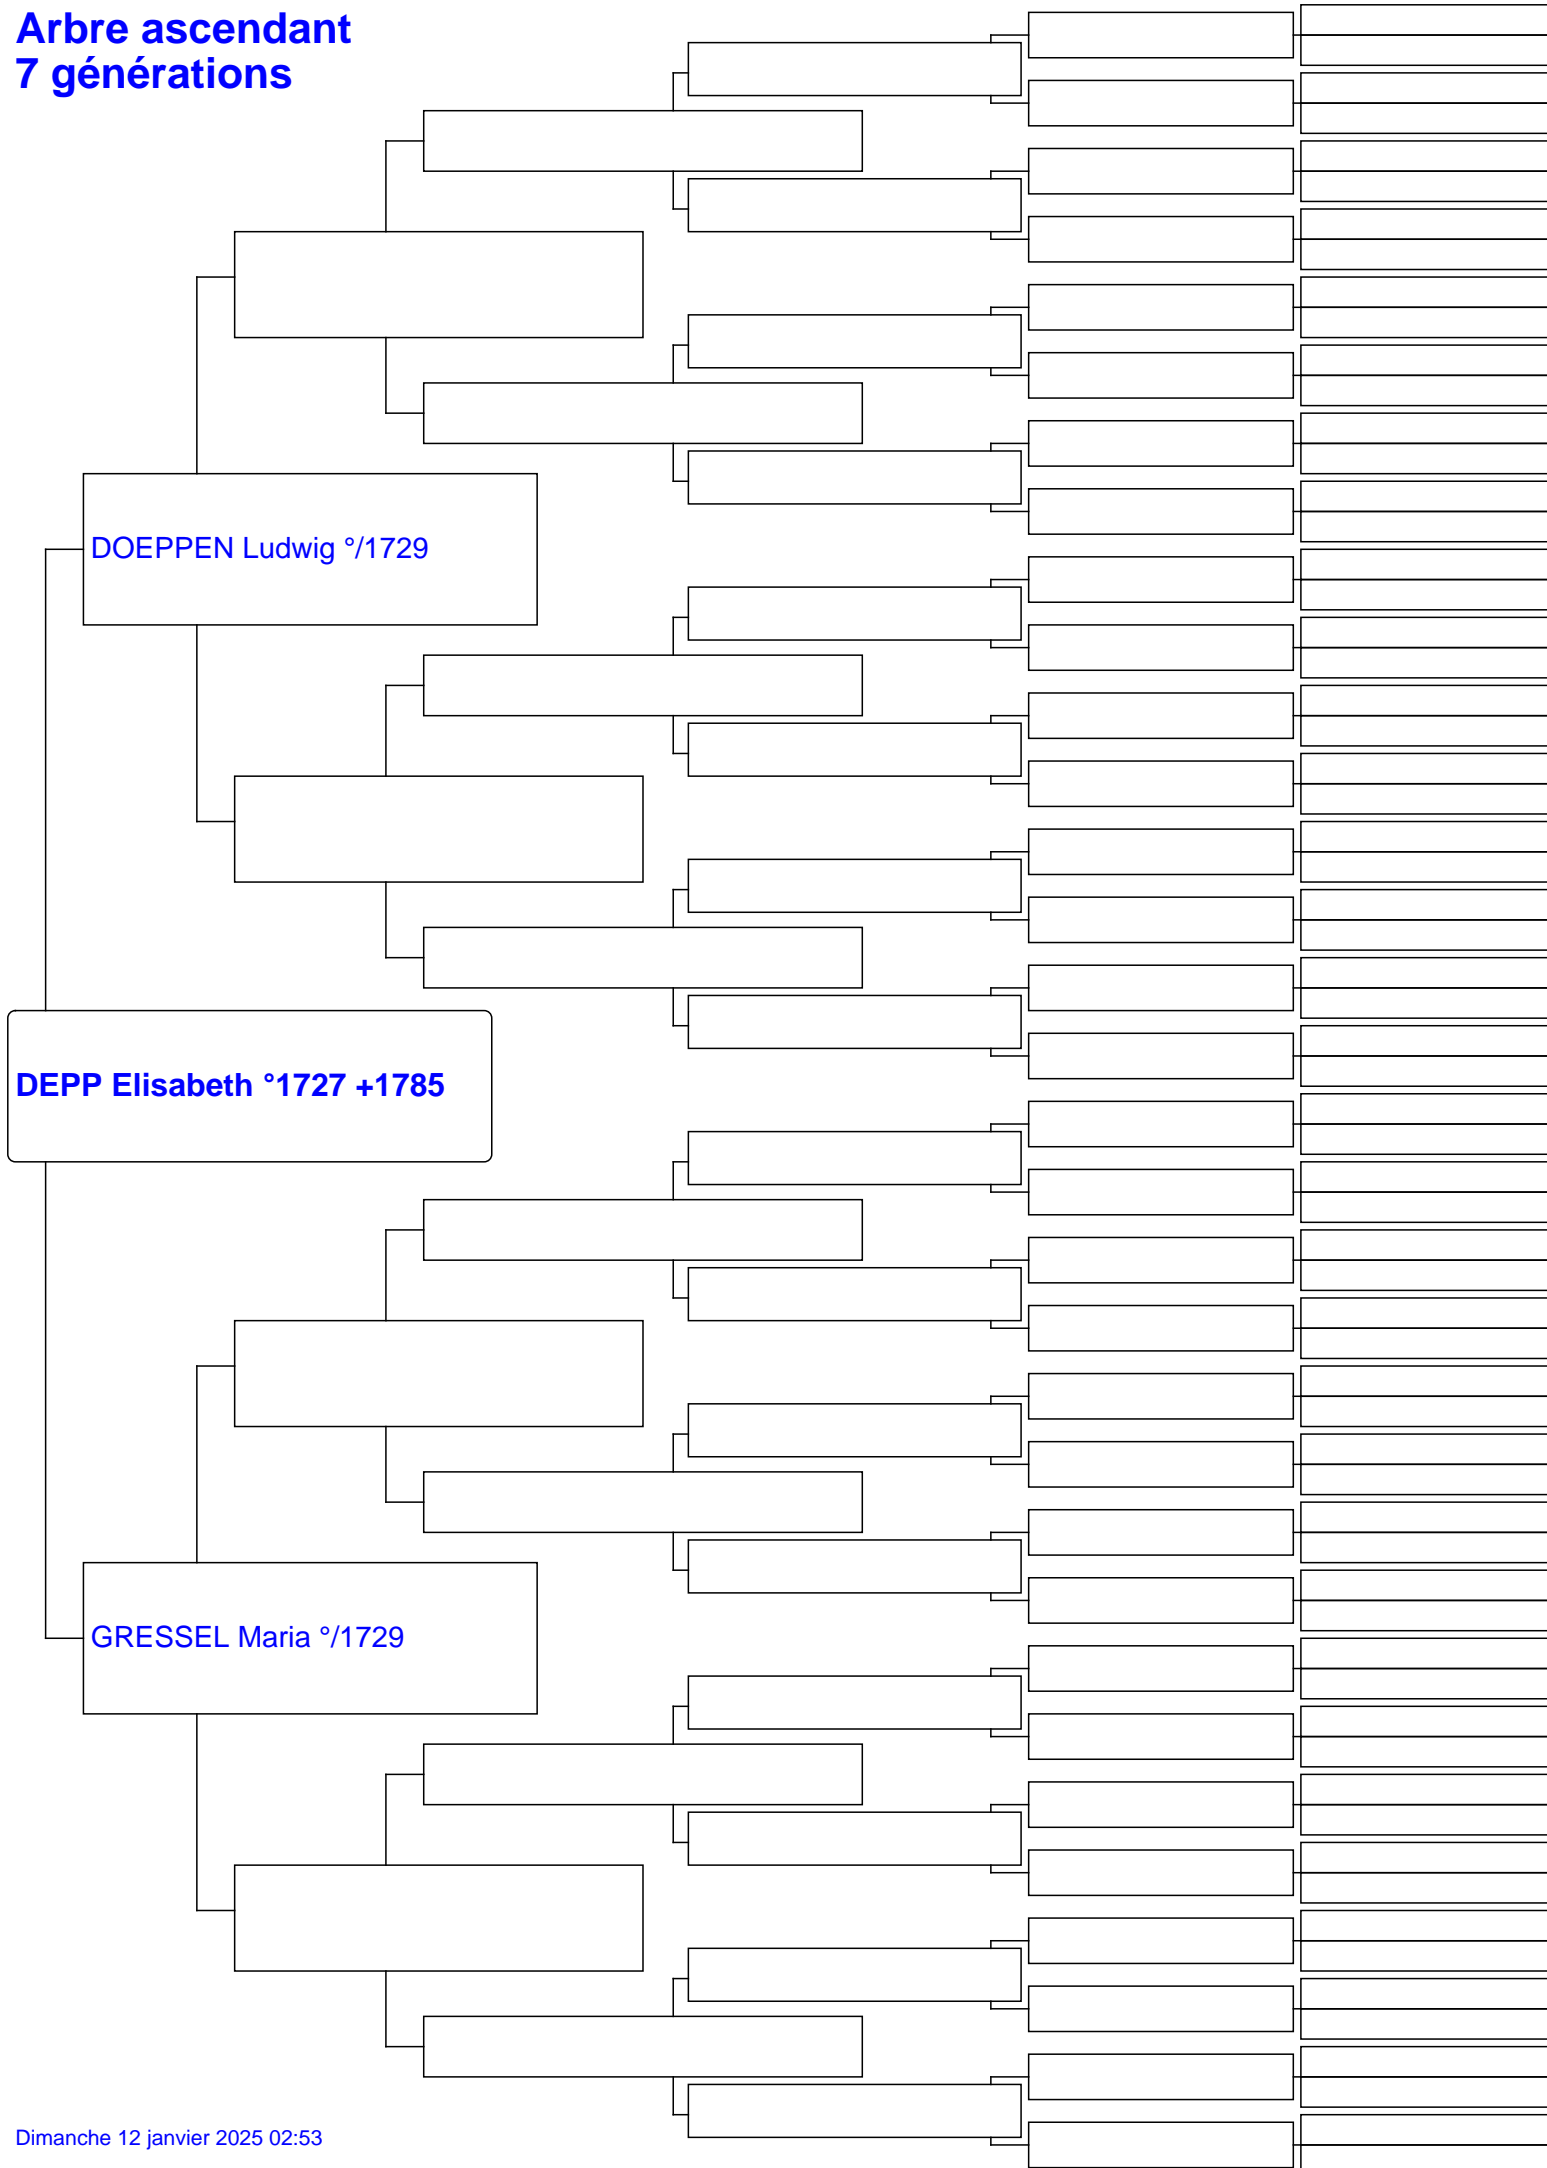 Arbre ascendant
7 générations
DOEPPEN Ludwig °/1729
DEPP Elisabeth °1727 +1785
GRESSEL Maria °/1729
Dimanche 12 janvier 2025 02:53